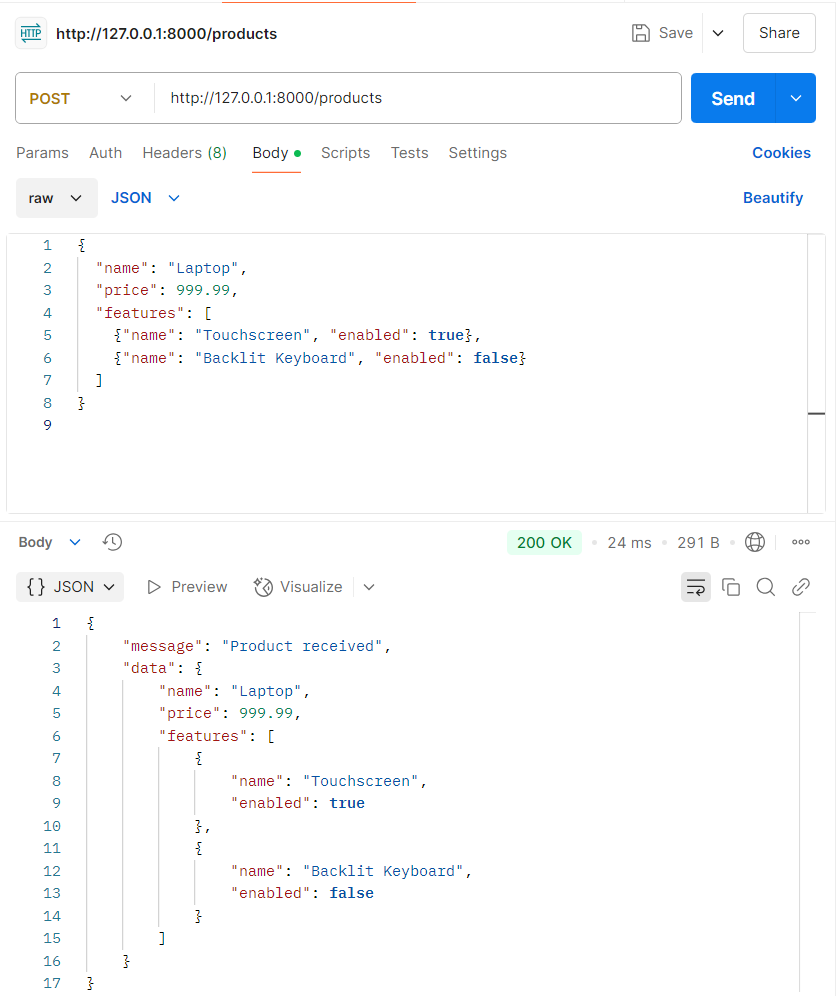 HTTP http://127.0.0.1:8000/products Save Share
POST http://127.0.0.1:8000/products Send
Params Auth Headers (8) Body Scripts Tests Settings Cookies
raw JSON Beautify
1 {
2 "name": "Laptop",
3 "price": 999.99,
4 "features": [
5 {"name": "Touchscreen", "enabled": true},
6 {"name": "Backlit Keyboard", "enabled": false}
7 ]
8 }
9
Body 200 OK 24 ms 291 B
{} JSON Preview Visualize
1 {
2 "message": "Product received",
3 "data": {
4 "name": "Laptop",
5 "price": 999.99,
6 "features": [
7 {
8 "name": "Touchscreen",
9 "enabled": true
10 },
11 {
12 "name": "Backlit Keyboard",
13 "enabled": false
14 }
15 ]
16 }
17 }